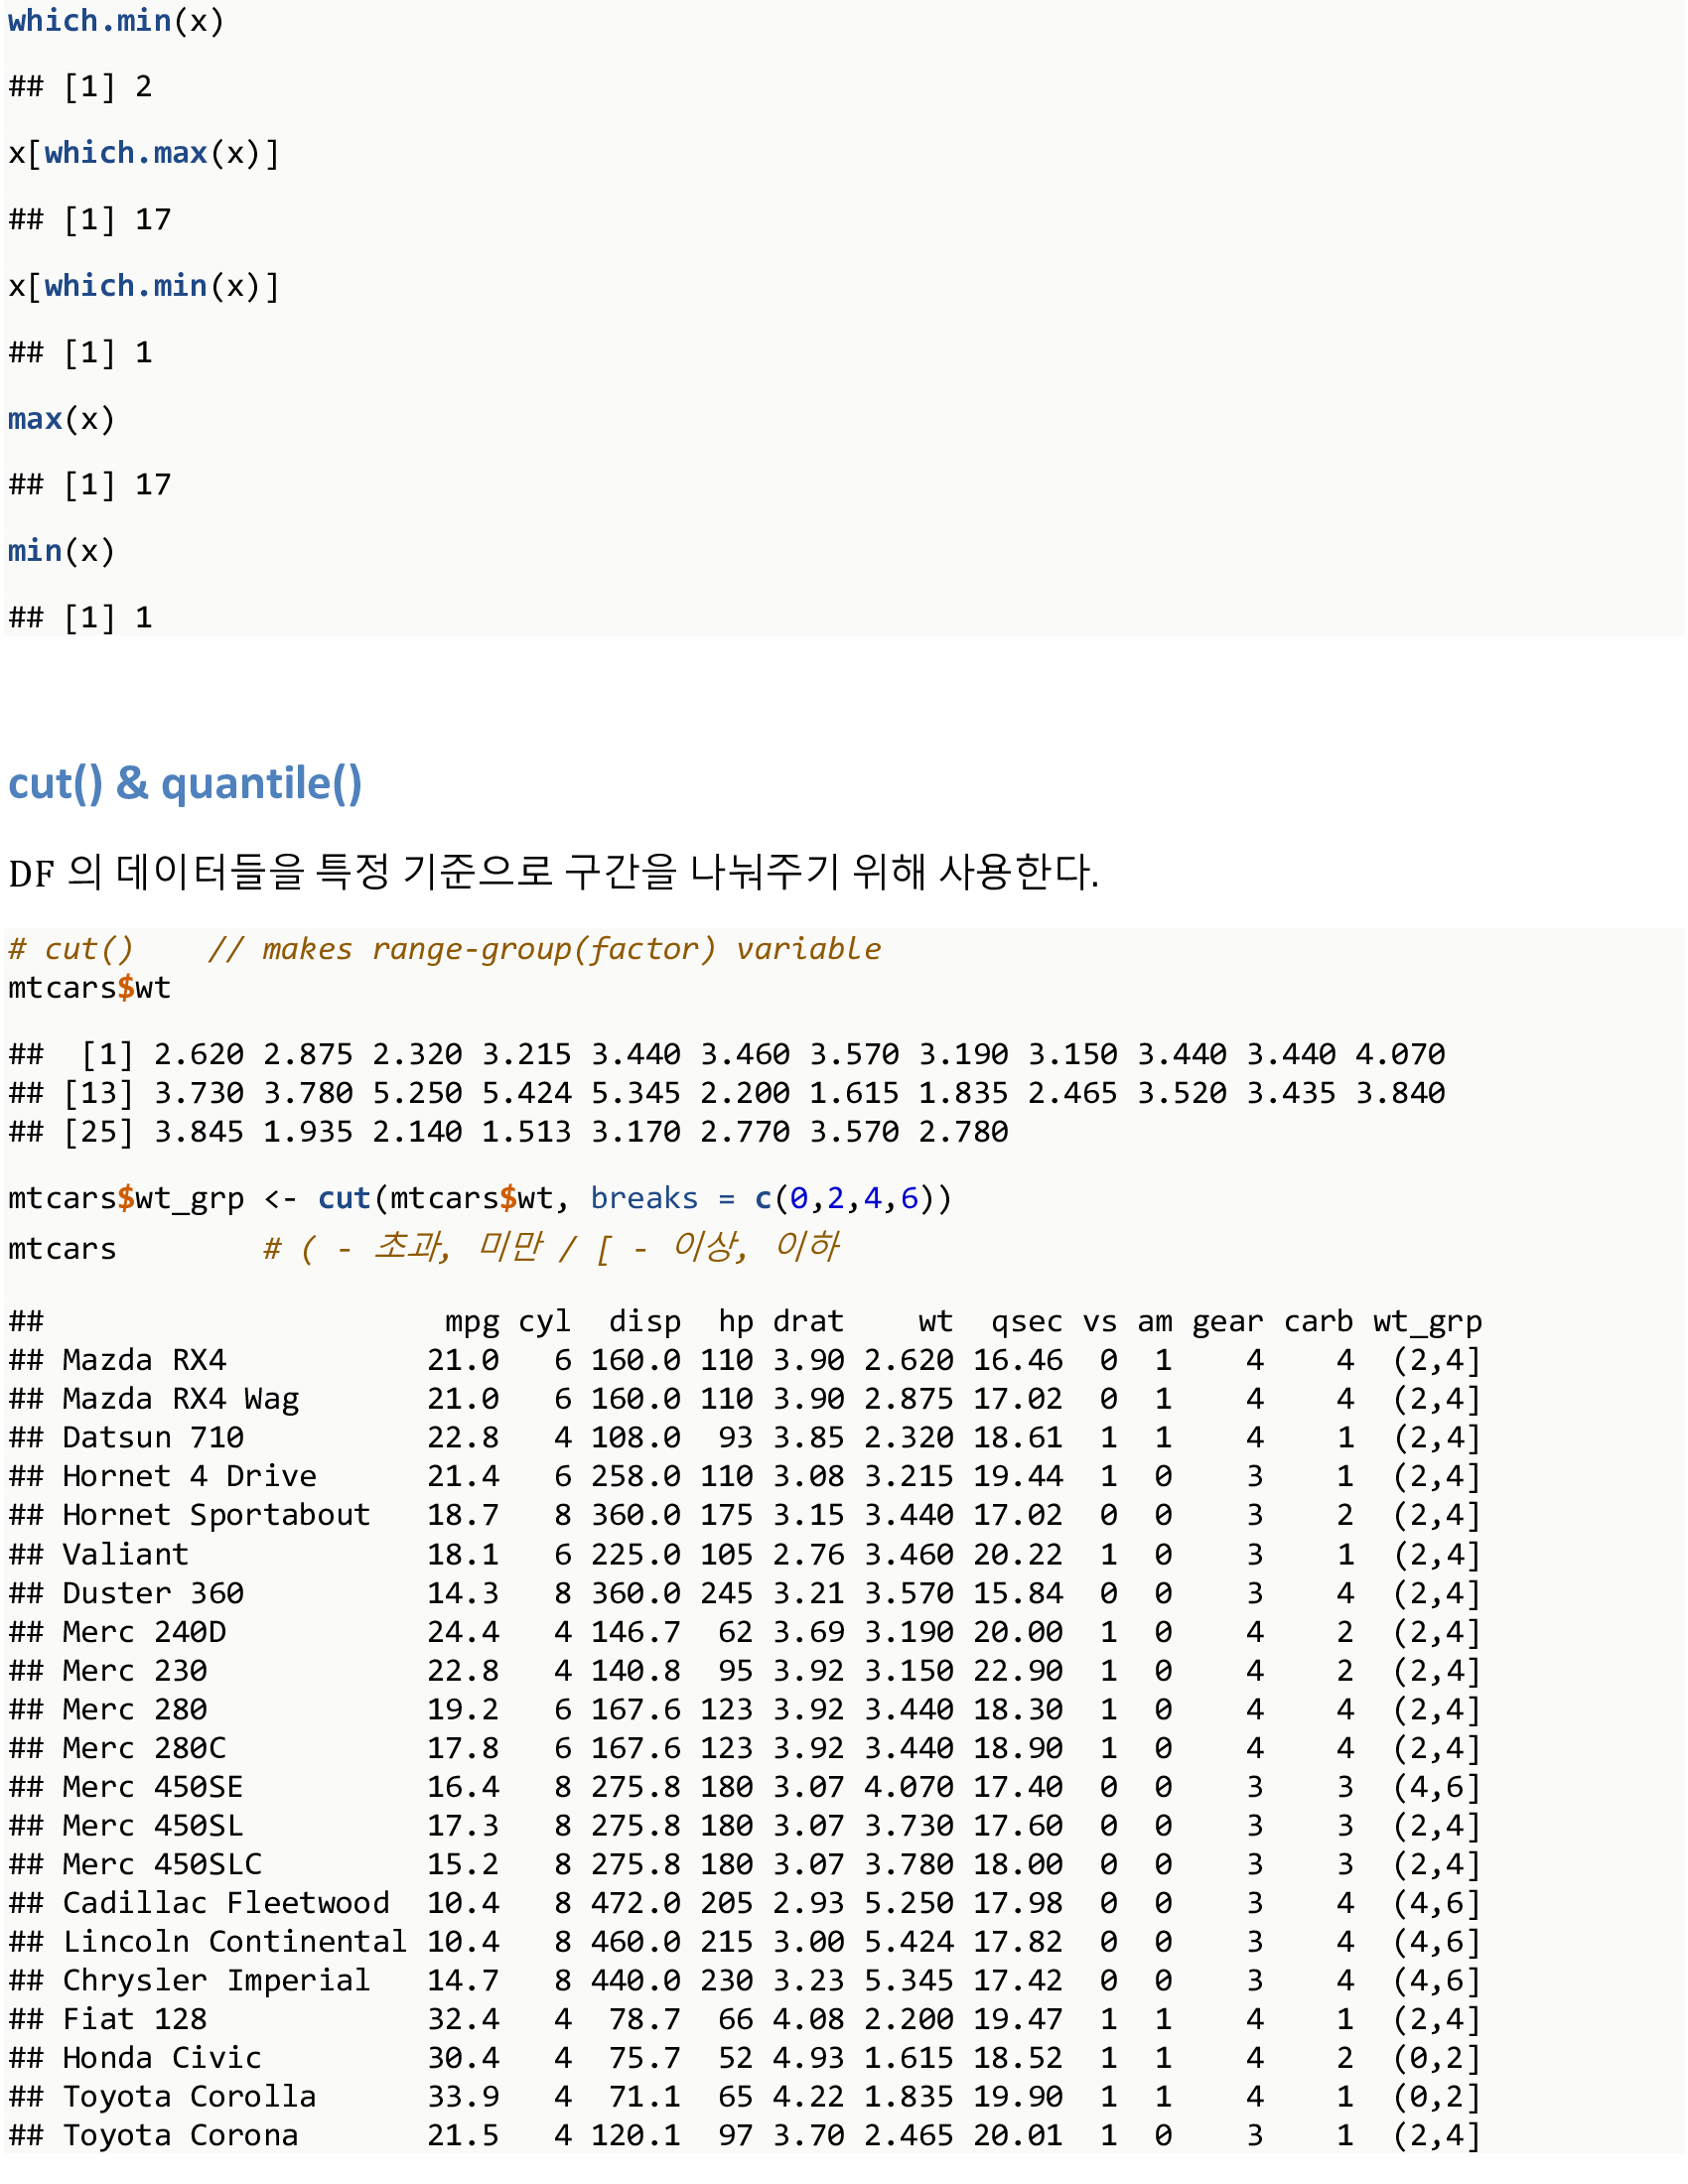 which.min(x)
## [1] 2
x[which.max(x)]
## [1] 17
x[which.min(x)]
## [1] 1
max(x)
## [1] 17
min(x)
## [1] 1
cut() & quantile()
DF 의 데이터들을 특정 기준으로 구간을 나눠주기 위해 사용한다.
# cut()    // makes range-group(factor) variable
mtcars$wt
##  [1] 2.620 2.875 2.320 3.215 3.440 3.460 3.570 3.190 3.150 3.440 3.440 4.070
## [13] 3.730 3.780 5.250 5.424 5.345 2.200 1.615 1.835 2.465 3.520 3.435 3.840
## [25] 3.845 1.935 2.140 1.513 3.170 2.770 3.570 2.780
mtcars$wt_grp <- cut(mtcars$wt, breaks = c(0,2,4,6))
mtcars        # ( - 초과, 미만 / [ - 이상, 이하
##                      mpg cyl  disp  hp drat    wt  qsec vs am gear carb wt_grp
## Mazda RX4           21.0   6 160.0 110 3.90 2.620 16.46  0  1    4    4  (2,4]
## Mazda RX4 Wag       21.0   6 160.0 110 3.90 2.875 17.02  0  1    4    4  (2,4]
## Datsun 710          22.8   4 108.0  93 3.85 2.320 18.61  1  1    4    1  (2,4]
## Hornet 4 Drive      21.4   6 258.0 110 3.08 3.215 19.44  1  0    3    1  (2,4]
## Hornet Sportabout   18.7   8 360.0 175 3.15 3.440 17.02  0  0    3    2  (2,4]
## Valiant             18.1   6 225.0 105 2.76 3.460 20.22  1  0    3    1  (2,4]
## Duster 360          14.3   8 360.0 245 3.21 3.570 15.84  0  0    3    4  (2,4]
## Merc 240D           24.4   4 146.7  62 3.69 3.190 20.00  1  0    4    2  (2,4]
## Merc 230            22.8   4 140.8  95 3.92 3.150 22.90  1  0    4    2  (2,4]
## Merc 280            19.2   6 167.6 123 3.92 3.440 18.30  1  0    4    4  (2,4]
## Merc 280C           17.8   6 167.6 123 3.92 3.440 18.90  1  0    4    4  (2,4]
## Merc 450SE          16.4   8 275.8 180 3.07 4.070 17.40  0  0    3    3  (4,6]
## Merc 450SL          17.3   8 275.8 180 3.07 3.730 17.60  0  0    3    3  (2,4]
## Merc 450SLC         15.2   8 275.8 180 3.07 3.780 18.00  0  0    3    3  (2,4]
## Cadillac Fleetwood  10.4   8 472.0 205 2.93 5.250 17.98  0  0    3    4  (4,6]
## Lincoln Continental 10.4   8 460.0 215 3.00 5.424 17.82  0  0    3    4  (4,6]
## Chrysler Imperial   14.7   8 440.0 230 3.23 5.345 17.42  0  0    3    4  (4,6]
## Fiat 128            32.4   4  78.7  66 4.08 2.200 19.47  1  1    4    1  (2,4]
## Honda Civic         30.4   4  75.7  52 4.93 1.615 18.52  1  1    4    2  (0,2]
## Toyota Corolla      33.9   4  71.1  65 4.22 1.835 19.90  1  1    4    1  (0,2]
## Toyota Corona       21.5   4 120.1  97 3.70 2.465 20.01  1  0    3    1  (2,4]